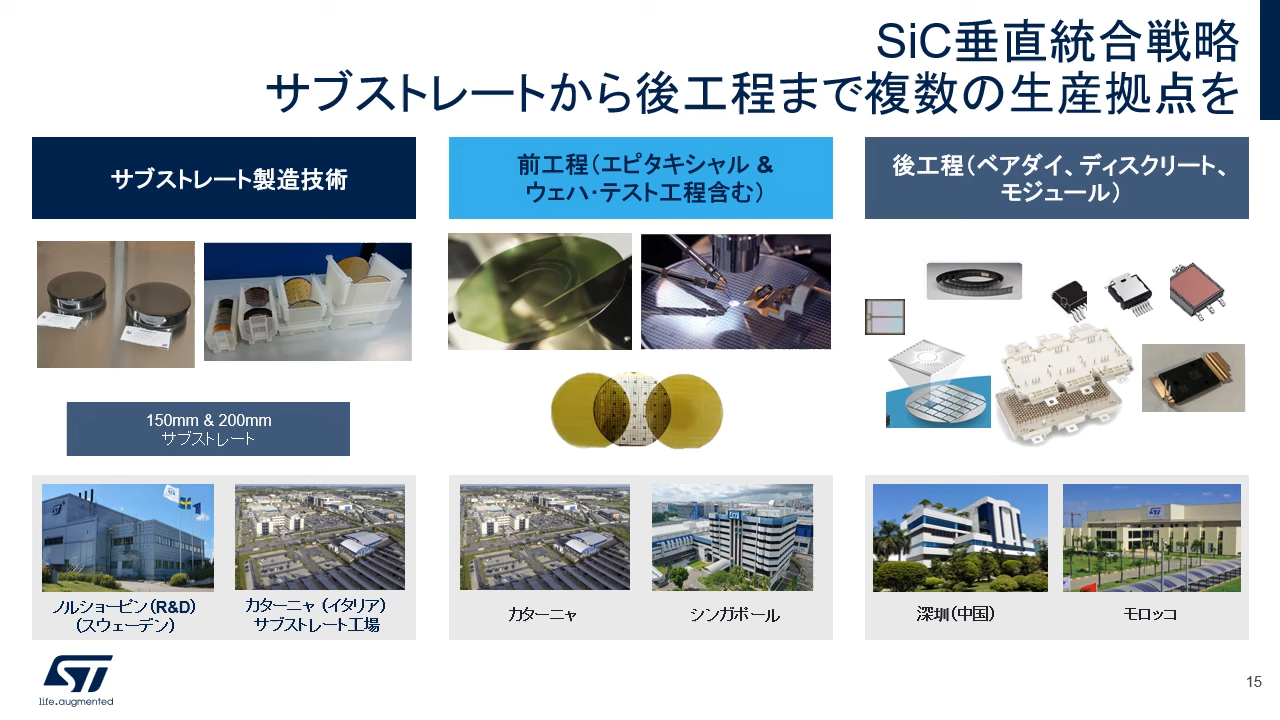 SiC垂直統合戦略
サブストレートから後工程まで複数の生産拠点を
サブストレート製造技術
前工程(エピタキシャル &
ウェハ・テスト工程含む)
後工程(ベアダイ、ディスクリート、
モジュール)
150mm & 200mm
サブストレート
ノルショーピン(R&D)
(スウェーデン)
カターニャ (イタリア)
サブストレート工場
カターニャ
シンガポール
深圳(中国)
モロッコ
ST
life.augmented
15